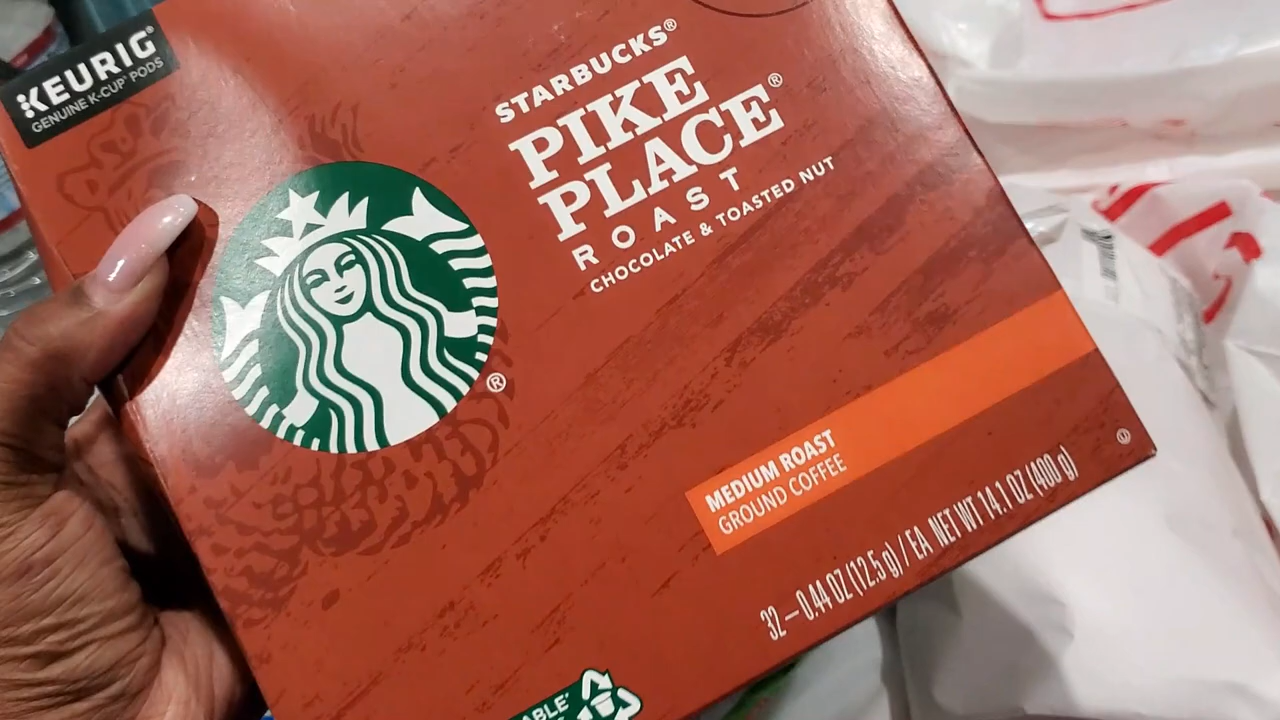 KEURIG®
GENUINE K-CUP® PODS
STARBUCKS®
PIKE
PLACE®
ROAST
CHOCOLATE & TOASTED NUT
®
MEDIUM ROAST
GROUND COFFEE
32—0.44 OZ (12.5 g) / EA NET WT 14.1 OZ (400 g)